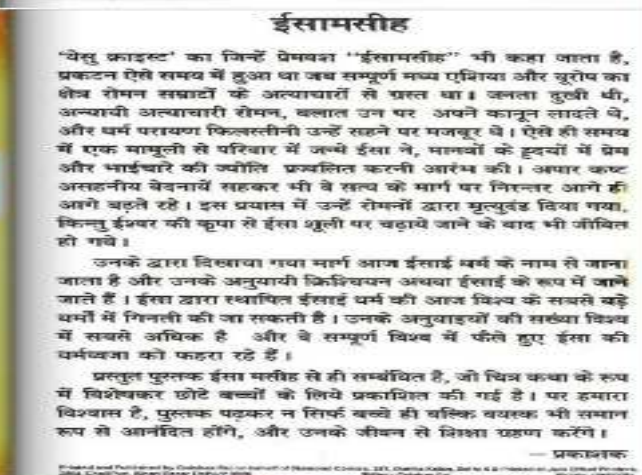 ईसामसीह
'येसु क्राइस्ट' का जिन्हें प्रेमवश ''ईसामसीह'' भी कहा जाता है,
प्रकटन ऐसे समय में हुआ था जब सम्पूर्ण मध्य एशिया और यूरोप का
क्षेत्र रोमन सम्राटों के अत्याचारों से ग्रस्त था। जनता दुखी थी,
अन्यायी अत्याचारी रोमन, बलात उन पर अपने कानून लादते थे,
और धर्म परायण फिलस्तीनी उन्हें सहने पर मजबूर थे। ऐसे ही समय
में एक मामूली से परिवार में जन्मे ईसा ने, मानवों के हृदयों में प्रेम
और भाईचारे की ज्योति प्रज्वलित करनी आरंभ की। अपार कष्ट
असहनीय वेदनायें सहकर भी वे सत्य के मार्ग पर निरन्तर आगे ही
आगे बढ़ते रहे। इस प्रयास में उन्हें रोमनों द्वारा मृत्युदंड दिया गया,
किन्तु ईश्वर की कृपा से ईसा शूली पर चढ़ाये जाने के बाद भी जीवित
हो गये।
उनके द्वारा दिखाया गया मार्ग आज ईसाई धर्म के नाम से जाना
जाता है और उनके अनुयायी क्रिश्चियन अथवा ईसाई के रूप में जाने
जाते हैं। ईसा द्वारा स्थापित ईसाई धर्म की आज विश्व के सबसे बड़े
धर्मों में गिनती की जा सकती है। उनके अनुयाइयों की संख्या विश्व
में सबसे अधिक है और वे सम्पूर्ण विश्व में फैले हुए ईसा की
धर्मध्वजा को फहरा रहे हैं।
प्रस्तुत पुस्तक ईसा मसीह से ही सम्बंधित है, जो चित्र कथा के रूप
में विशेषकर छोटे बच्चों के लिये प्रकाशित की गई है। पर हमारा
विश्वास है, पुस्तक पढ़कर न सिर्फ बच्चे ही बल्कि वयस्क भी समान
रूप से आनंदित होंगे, और उनके जीवन से शिक्षा ग्रहण करेंगे।
— प्रकाशक
Printed and Published by